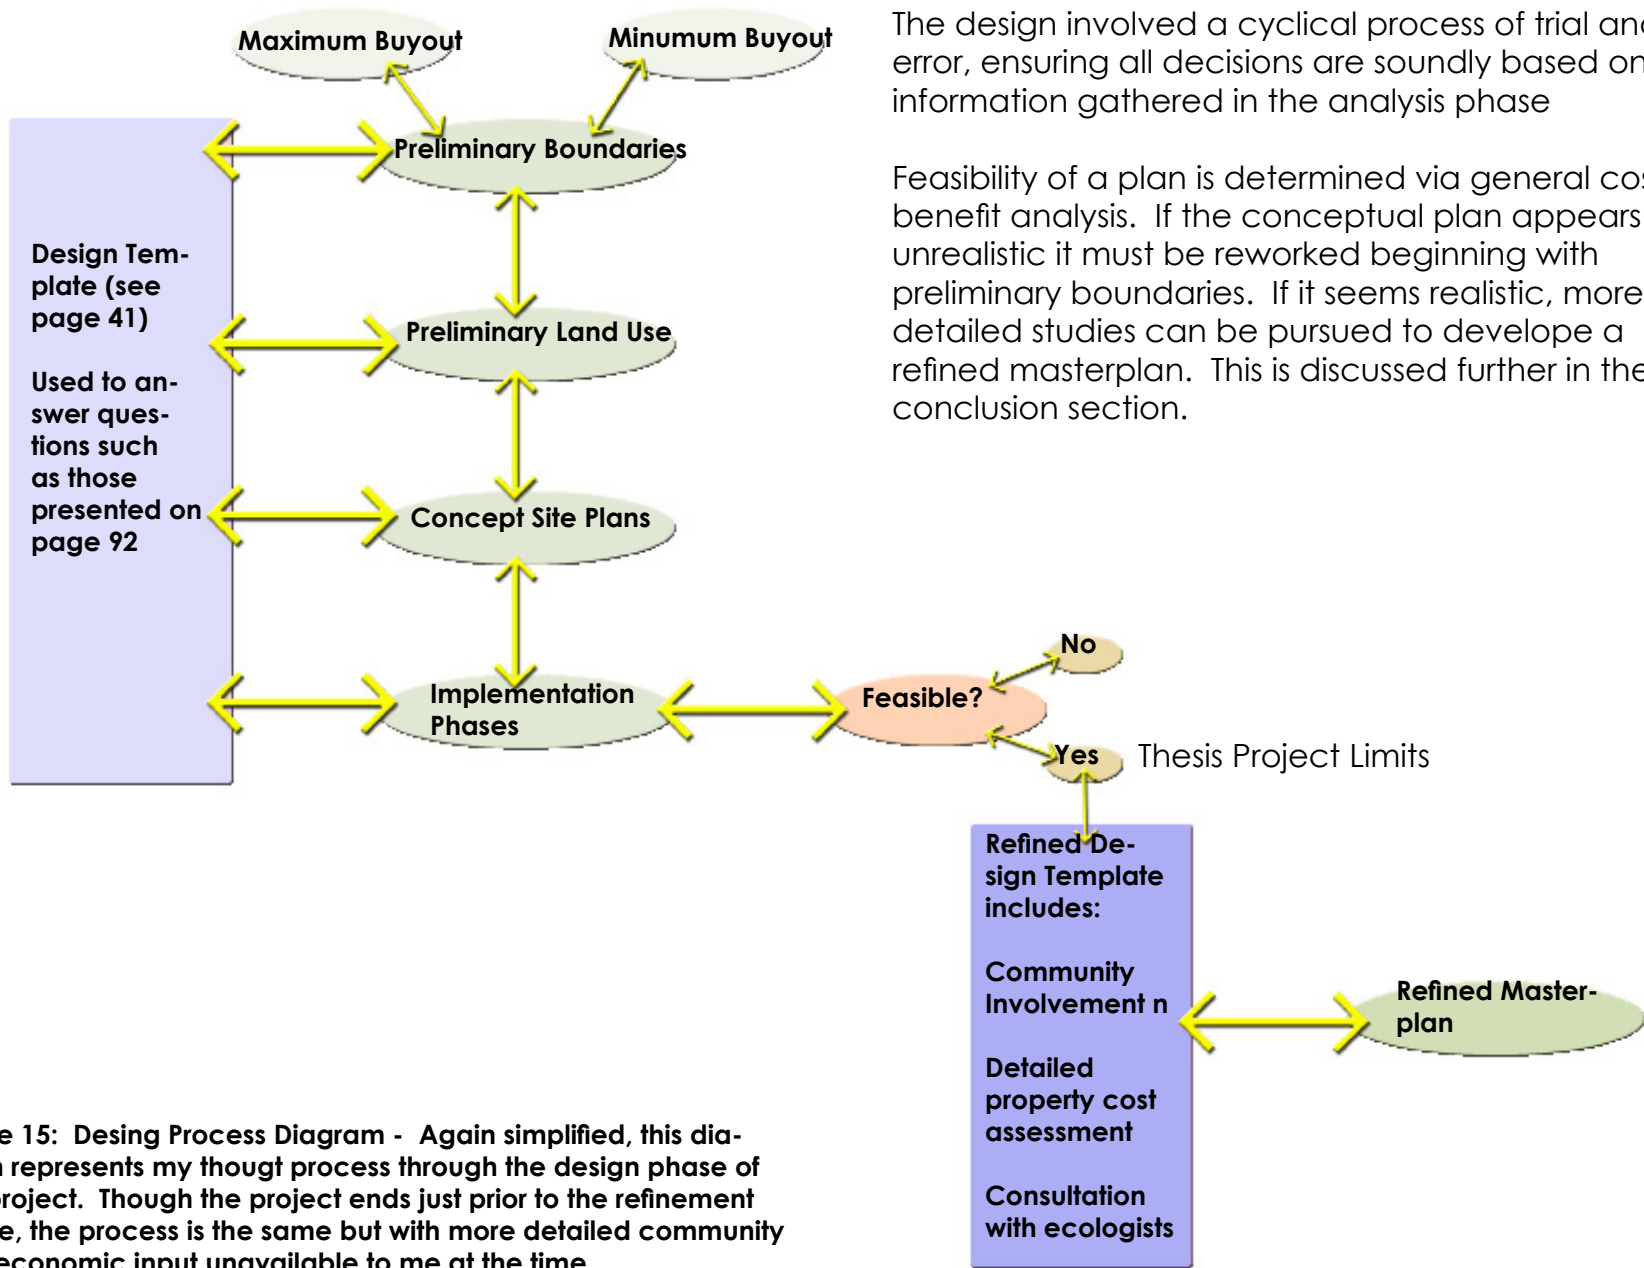 Maximum Buyout
Minumum Buyout
The design involved a cyclical process of trial and
error, ensuring all decisions are soundly based on
information gathered in the analysis phase
Feasibility of a plan is determined via general cos
benefit analysis.  If the conceptual plan appears
unrealistic it must be reworked beginning with
preliminary boundaries.  If it seems realistic, more
detailed studies can be pursued to develope a
refined masterplan.  This is discussed further in the
conclusion section.
Preliminary Boundaries
Design Tem-
plate (see
page 41)
Used to an-
swer ques-
tions such
as those
presented on
page 92
Preliminary Land Use
Concept Site Plans
Implementation
Phases
Feasible?
No
Yes
Thesis Project Limits
Refined De-
sign Template
includes:
Community
Involvement n
Detailed
property cost
assessment
Consultation
with ecologists
Refined Master-
plan
e 15:  Desing Process Diagram -  Again simplified, this dia-
represents my thougt process through the design phase of
project.  Though the project ends just prior to the refinement
e, the process is the same but with more detailed community
economic input unavailable to me at the time